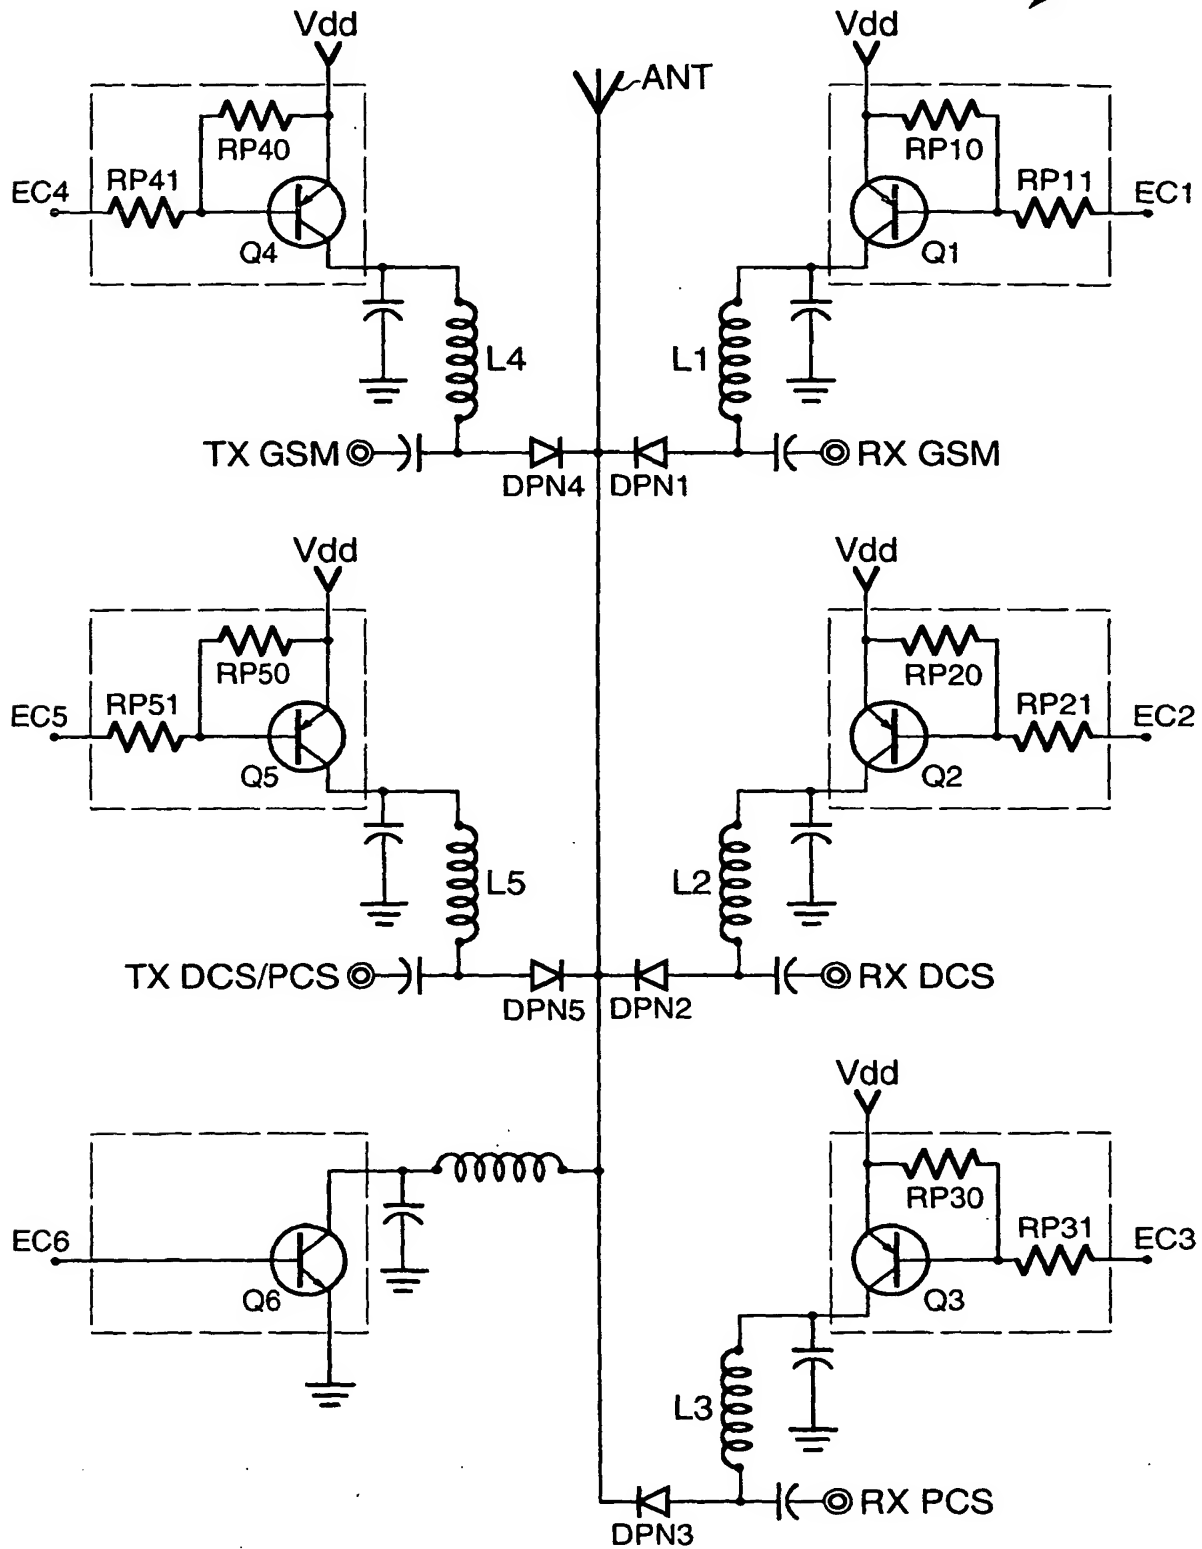 Vdd
Vdd
ANT
RP40
RP10
EC4
RP41
RP11
EC1
Q4
Q1
L4
L1
TX GSM
RX GSM
DPN4
DPN1
Vdd
Vdd
RP50
RP20
EC5
RP51
RP21
EC2
Q5
Q2
L5
L2
TX DCS/PCS
RX DCS
DPN5
DPN2
Vdd
RP30
EC6
RP31
EC3
Q6
Q3
L3
RX PCS
DPN3